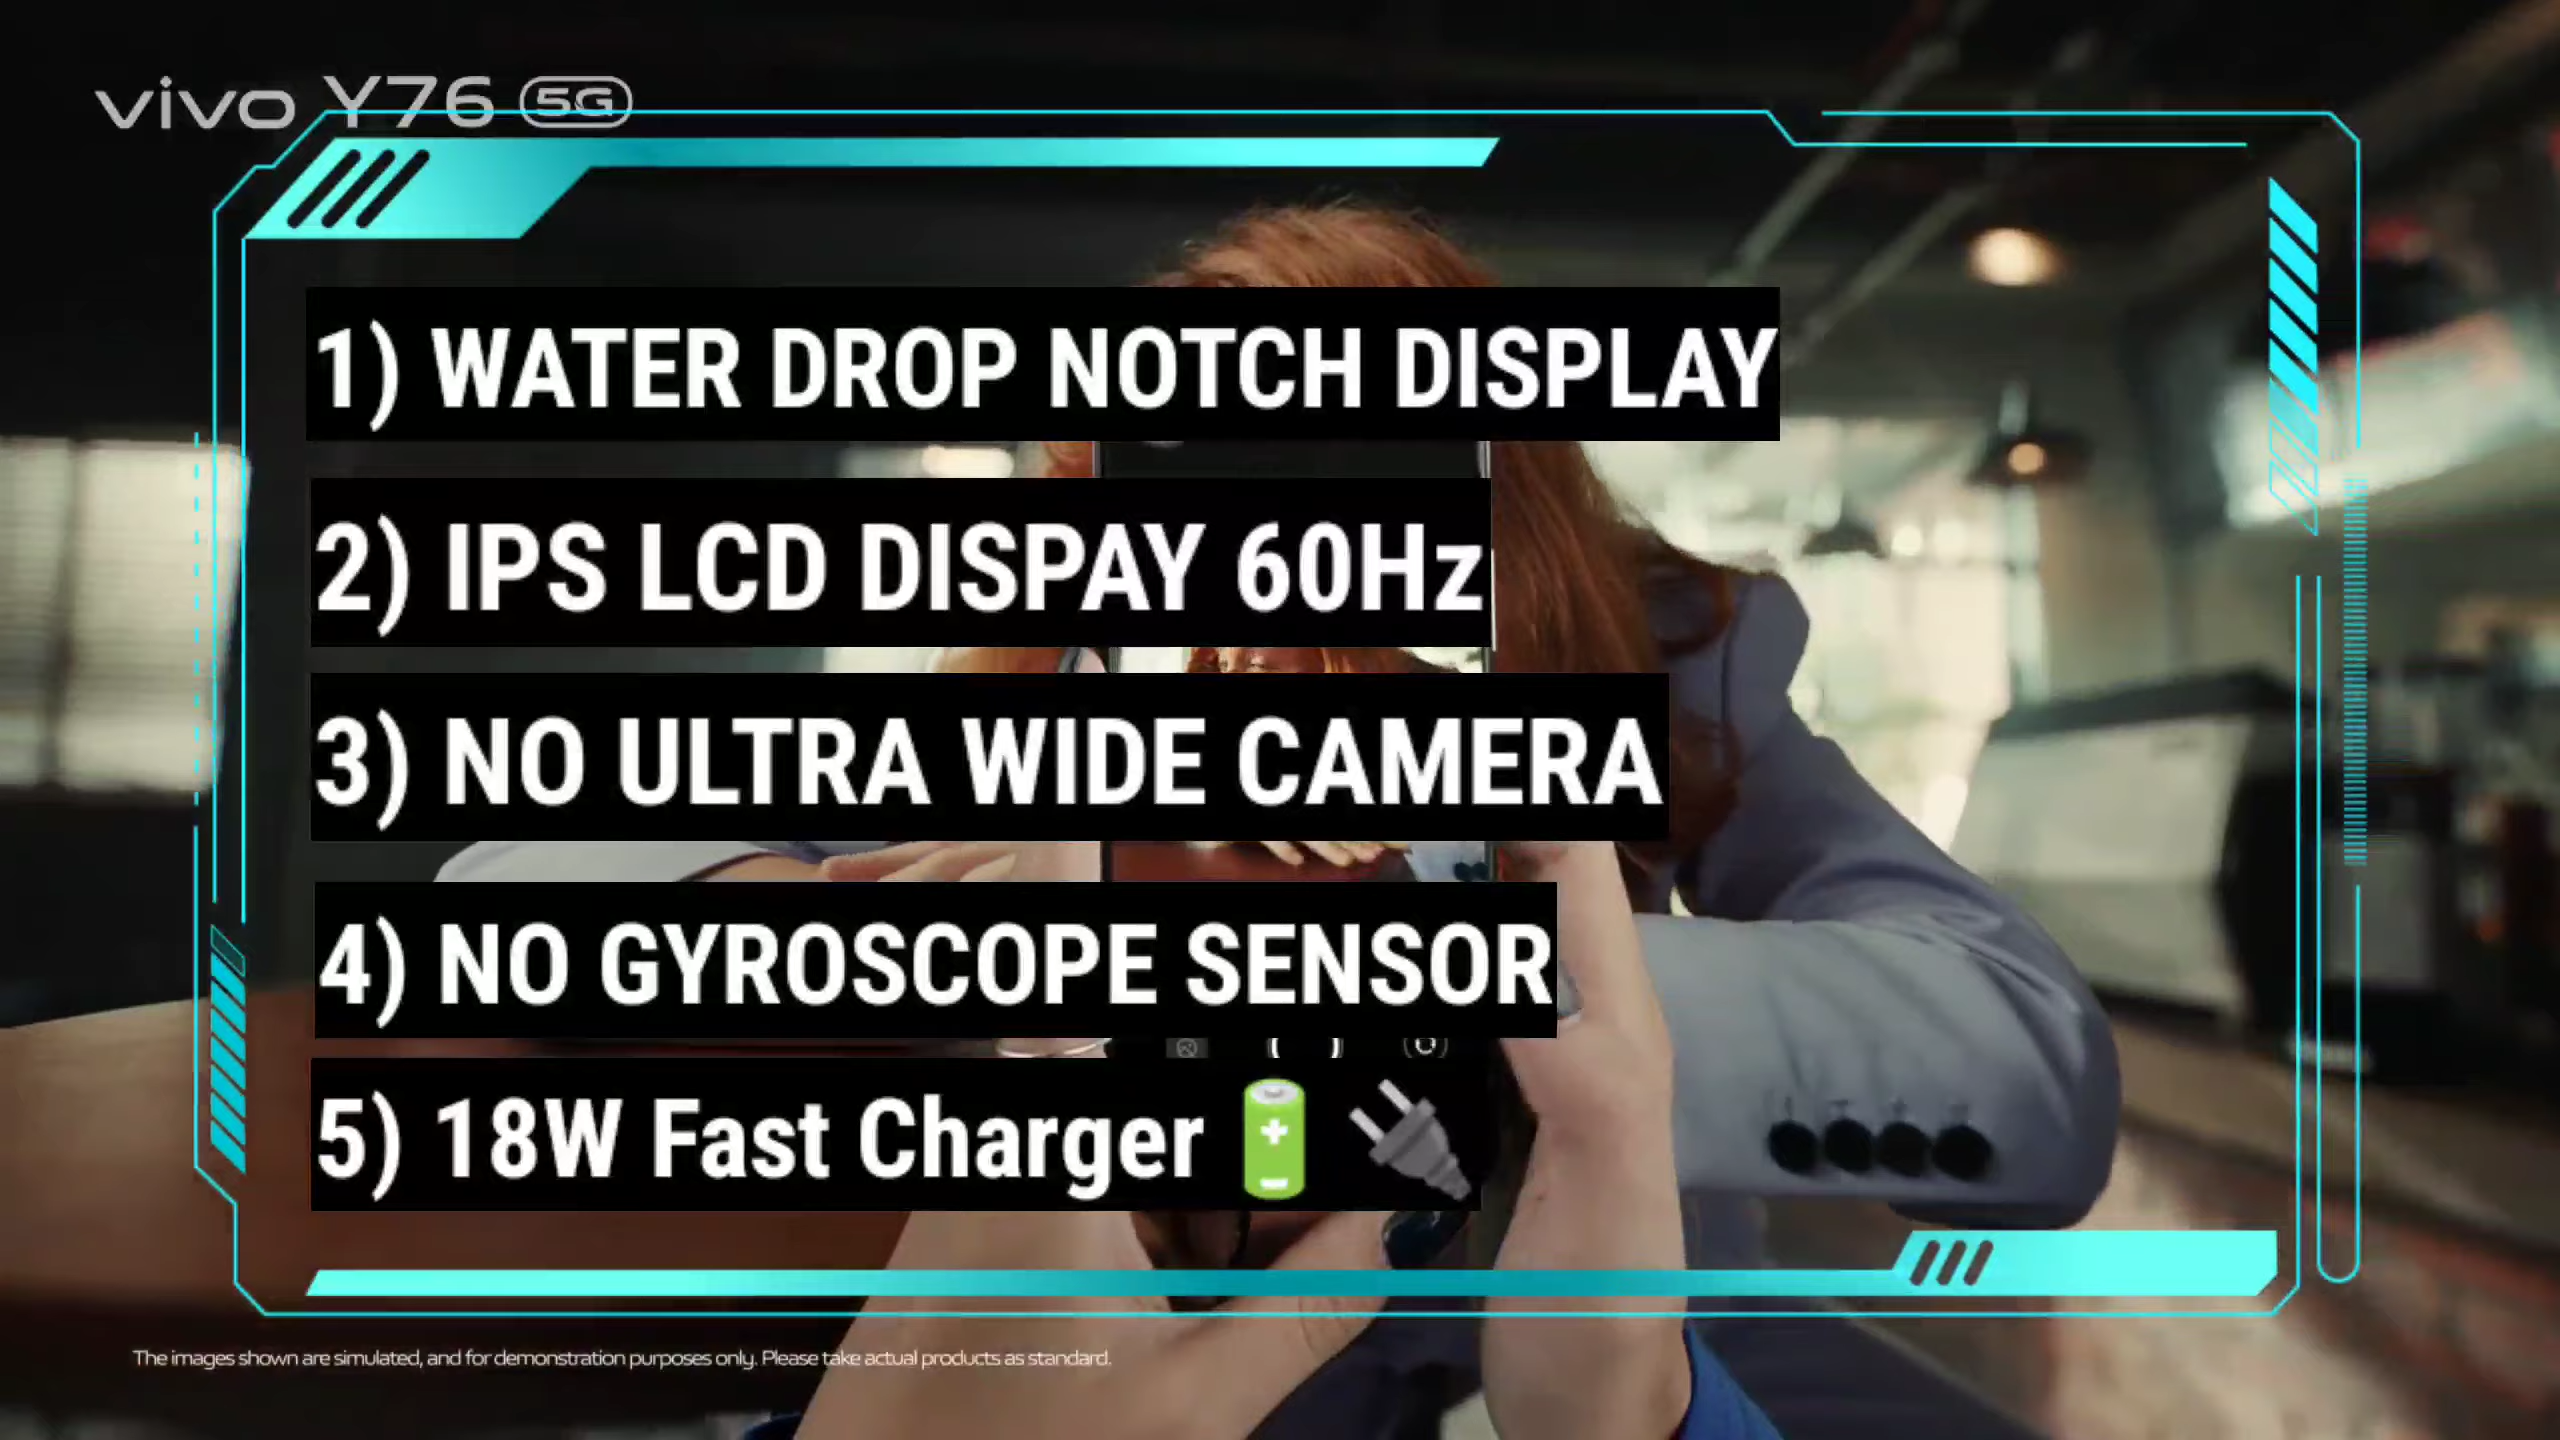 vivo Y76 5G
1) WATER DROP NOTCH DISPLAY
2) IPS LCD DISPAY 60Hz
3) NO ULTRA WIDE CAMERA
4) NO GYROSCOPE SENSOR
5) 18W Fast Charger 🔋 🔌
The images shown are simulated, and for demonstration purposes only. Please take actual products as standard.